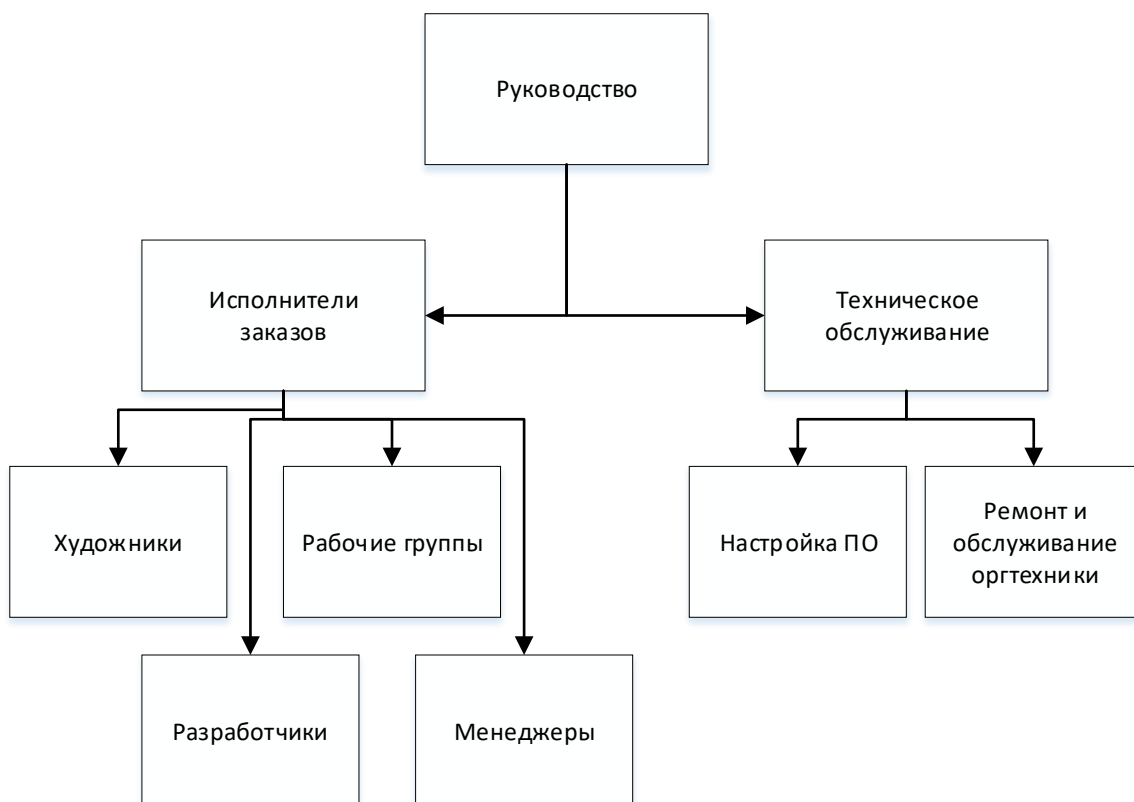 Руководство
Исполнители
заказов
Техническое
обслуживание
Художники
Рабочие группы
Настройка ПО
Ремонт и
обслуживание
оргтехники
Разработчики
Менеджеры